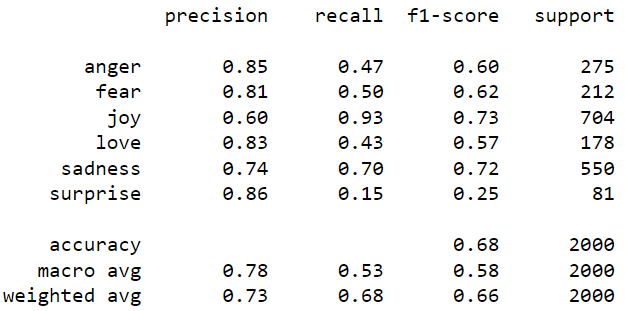 precision recall f1-score support
anger 0.85 0.47 0.60 275
fear 0.81 0.50 0.62 212
joy 0.60 0.93 0.73 704
love 0.83 0.43 0.57 178
sadness 0.74 0.70 0.72 550
surprise 0.86 0.15 0.25 81
accuracy 0.68 2000
macro avg 0.78 0.53 0.58 2000
weighted avg 0.73 0.68 0.66 2000